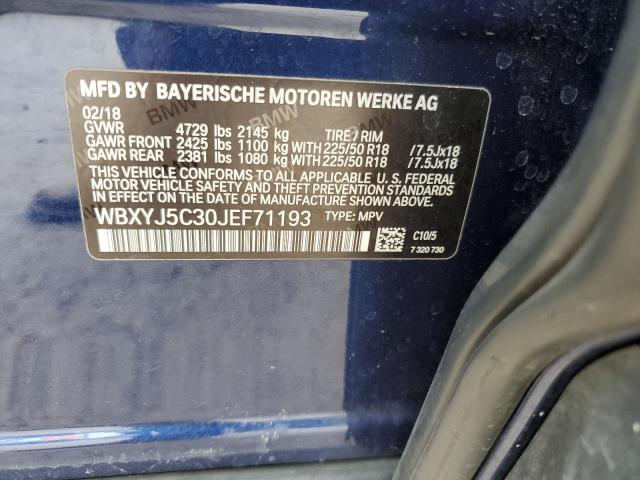 MFD BY BAYERISCHE MOTOREN WERKE AG
02/18
GVWR 4729 lbs 2145 kg TIRE / RIM
GAWR FRONT 2425 lbs 1100 kg WITH 225/50 R18 /7.5Jx18
GAWR REAR 2381 lbs 1080 kg WITH 225/50 R18 /7.5Jx18
THIS VEHICLE CONFORMS TO ALL APPLICABLE U.S. FEDERAL
MOTOR VEHICLE SAFETY AND THEFT PREVENTION STANDARDS
IN EFFECT ON THE DATE OF MANUFACTURE SHOWN ABOVE.
WBXYJ5C30JEF71193 TYPE: MPV
C10/5
7 320 730